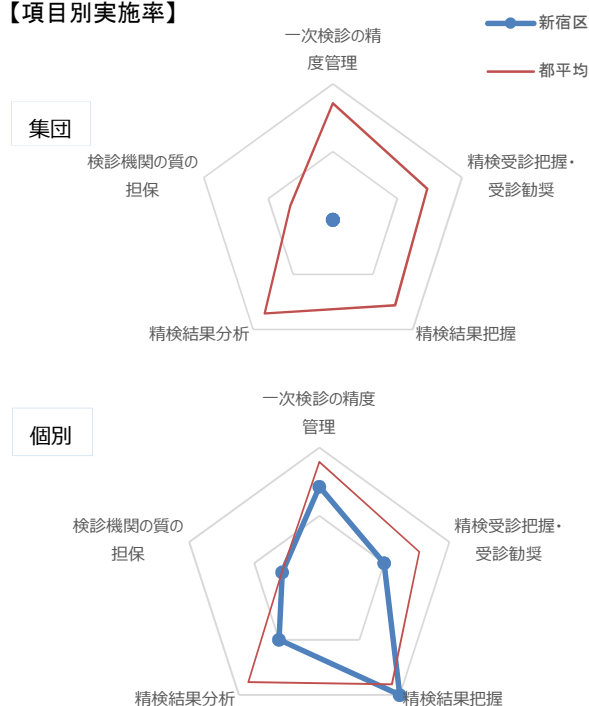 【項目別実施率】
新宿区
都平均
集団
一次検診の精
度管理
精検受診把握・
受診勧奨
精検結果把握
精検結果分析
検診機関の質の
担保
個別
一次検診の精度
管理
精検受診把握・
受診勧奨
精検結果把握
精検結果分析
検診機関の質の
担保